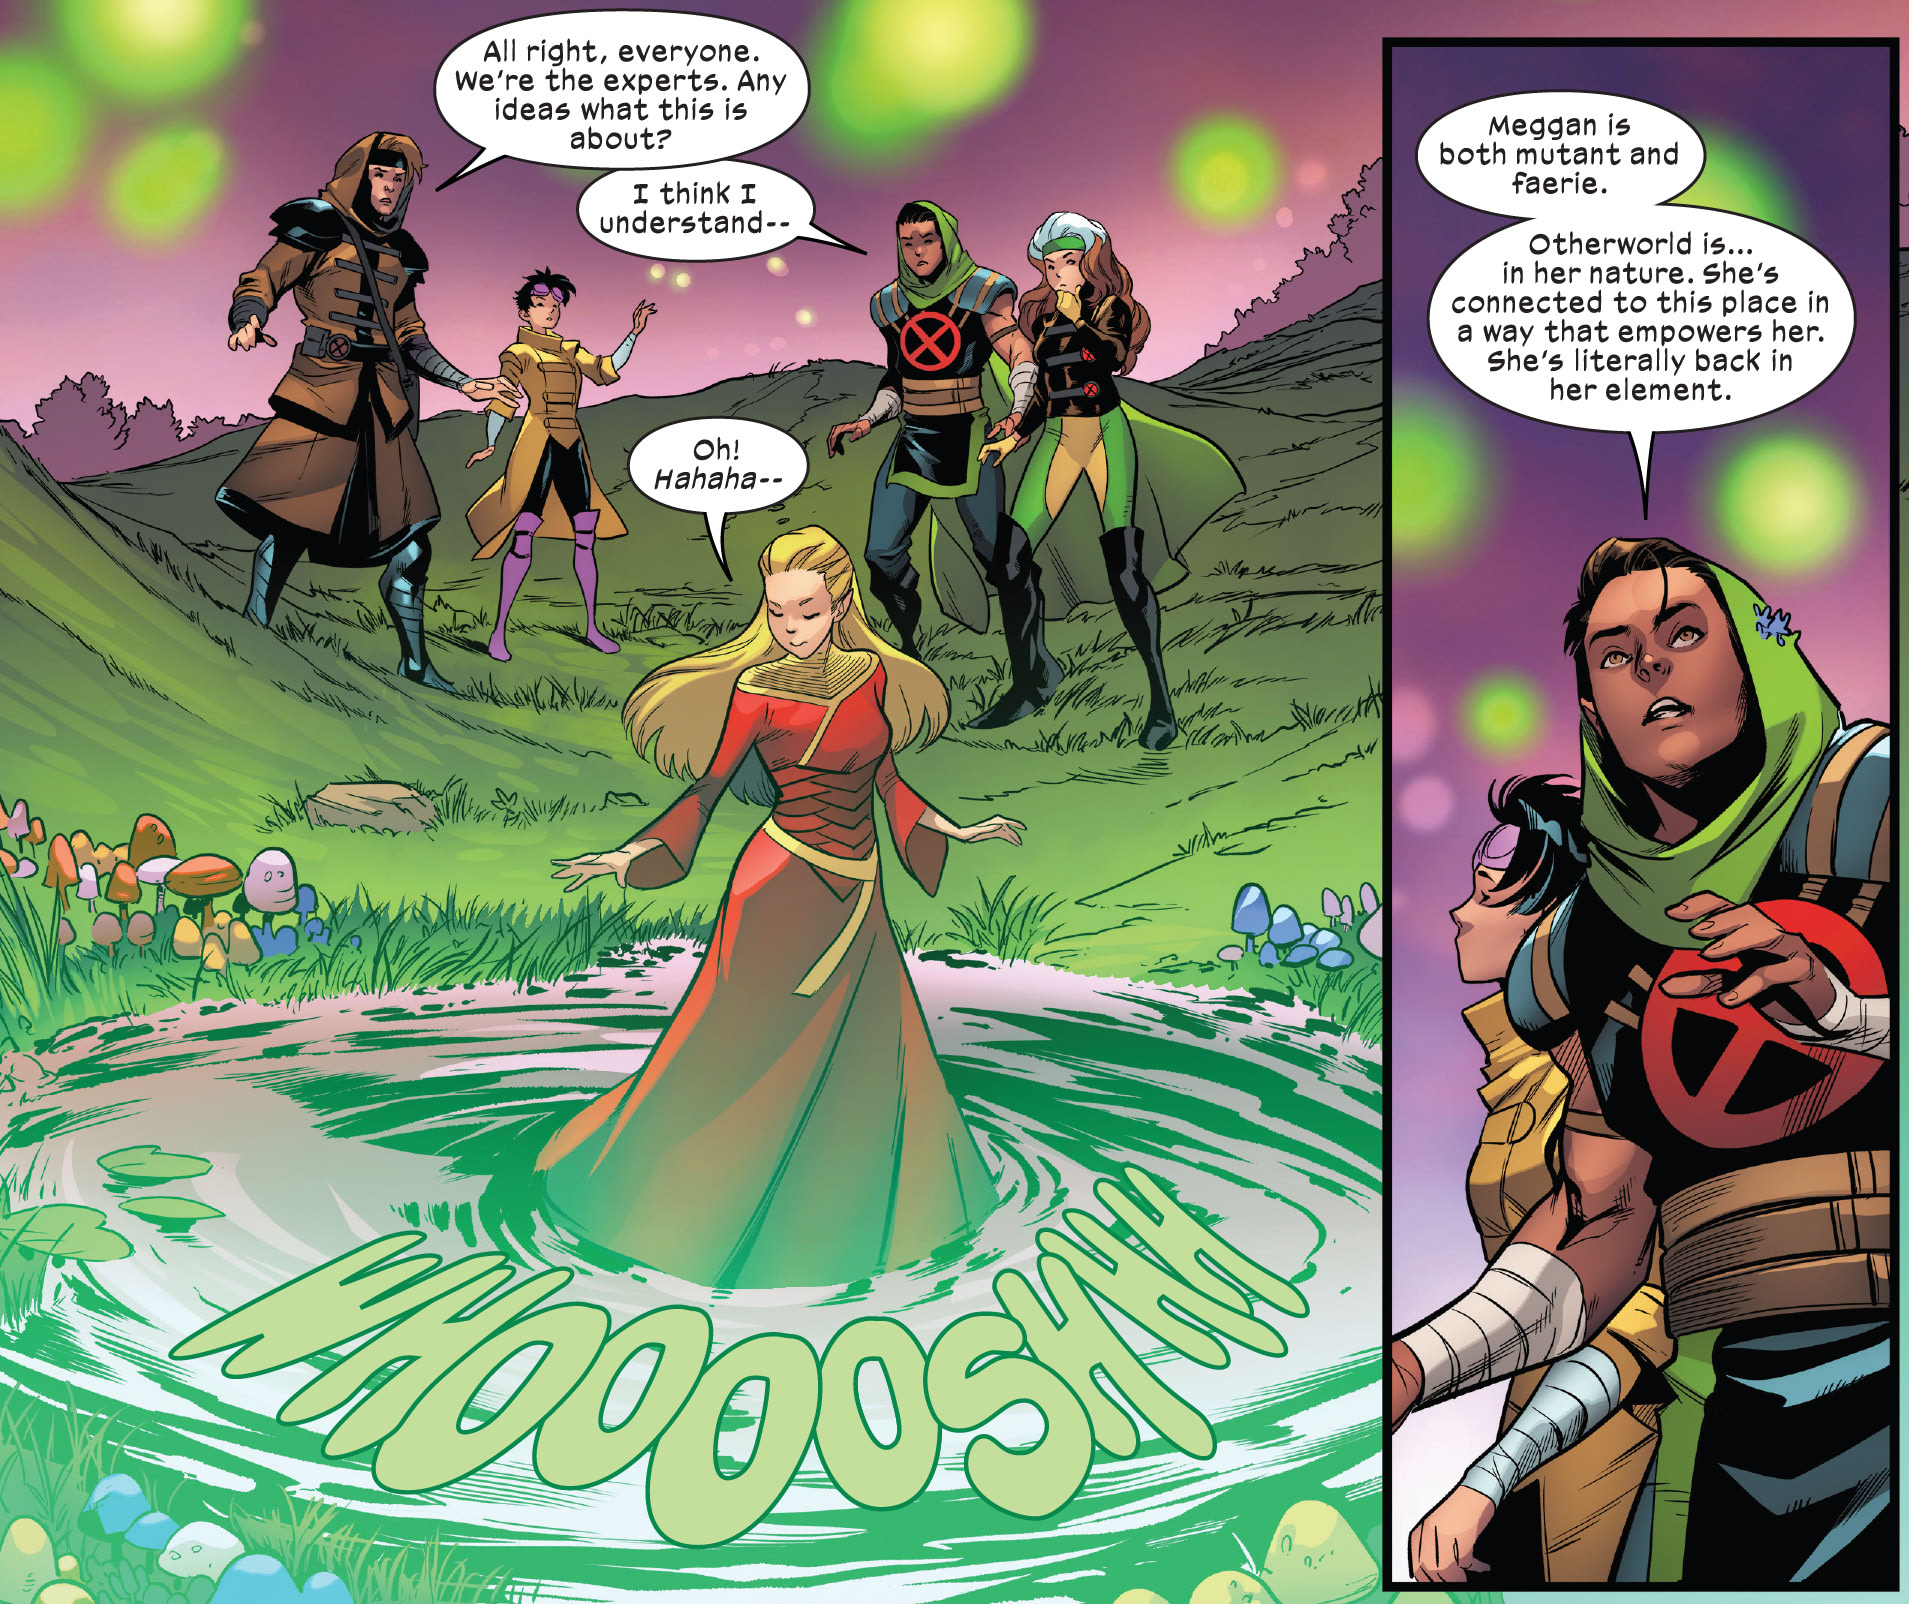 All right, everyone.
We're the experts. Any
ideas what this is
about?
I think I
understand--
Oh!
Hahaha--
WHOOOOSHHH
Meggan is
both mutant and
faerie.
Otherworld is...
in her nature. She's
connected to this place in
a way that empowers her.
She's literally back in
her element.